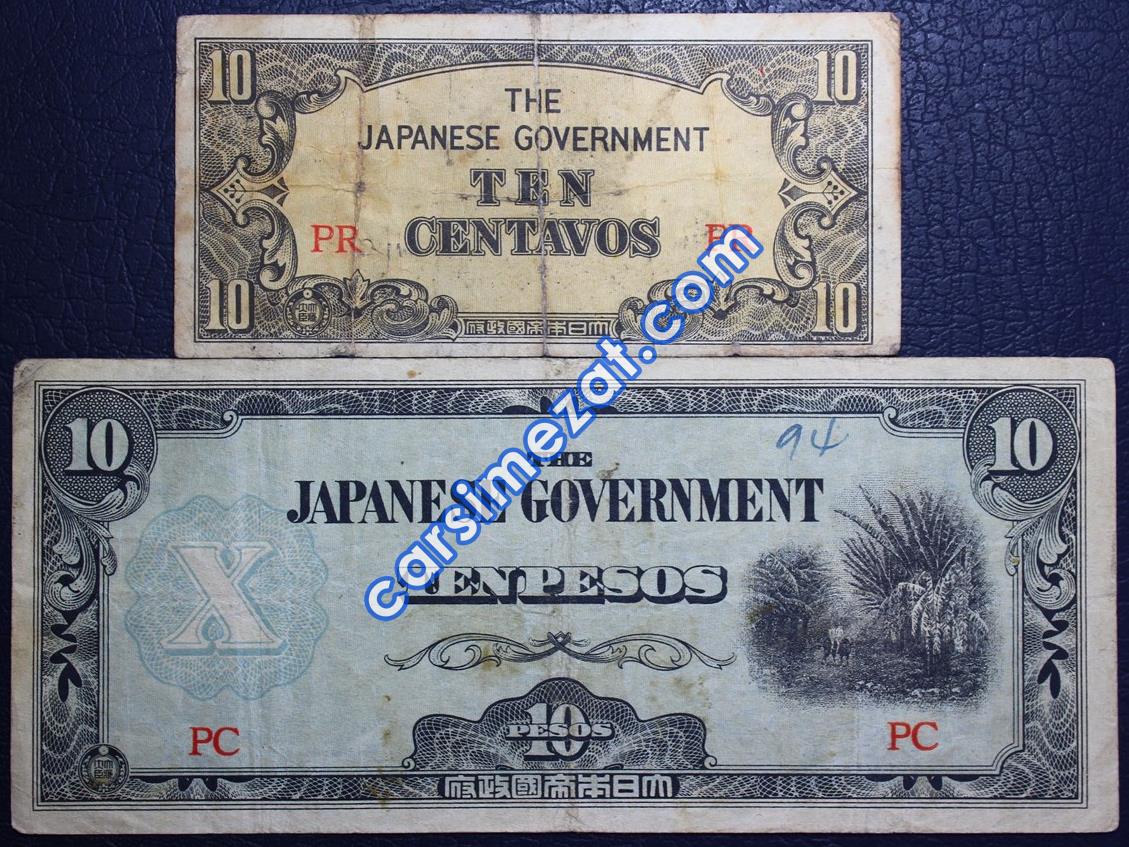 10 10
THE
JAPANESE GOVERNMENT
TEN
CENTAVOS
PR PR
10 10
府政國帝本日大
carsimezat.com
10 10
94
THE
JAPANESE GOVERNMENT
TEN PESOS
X
PC PC
10
PESOS
府政國帝本日大